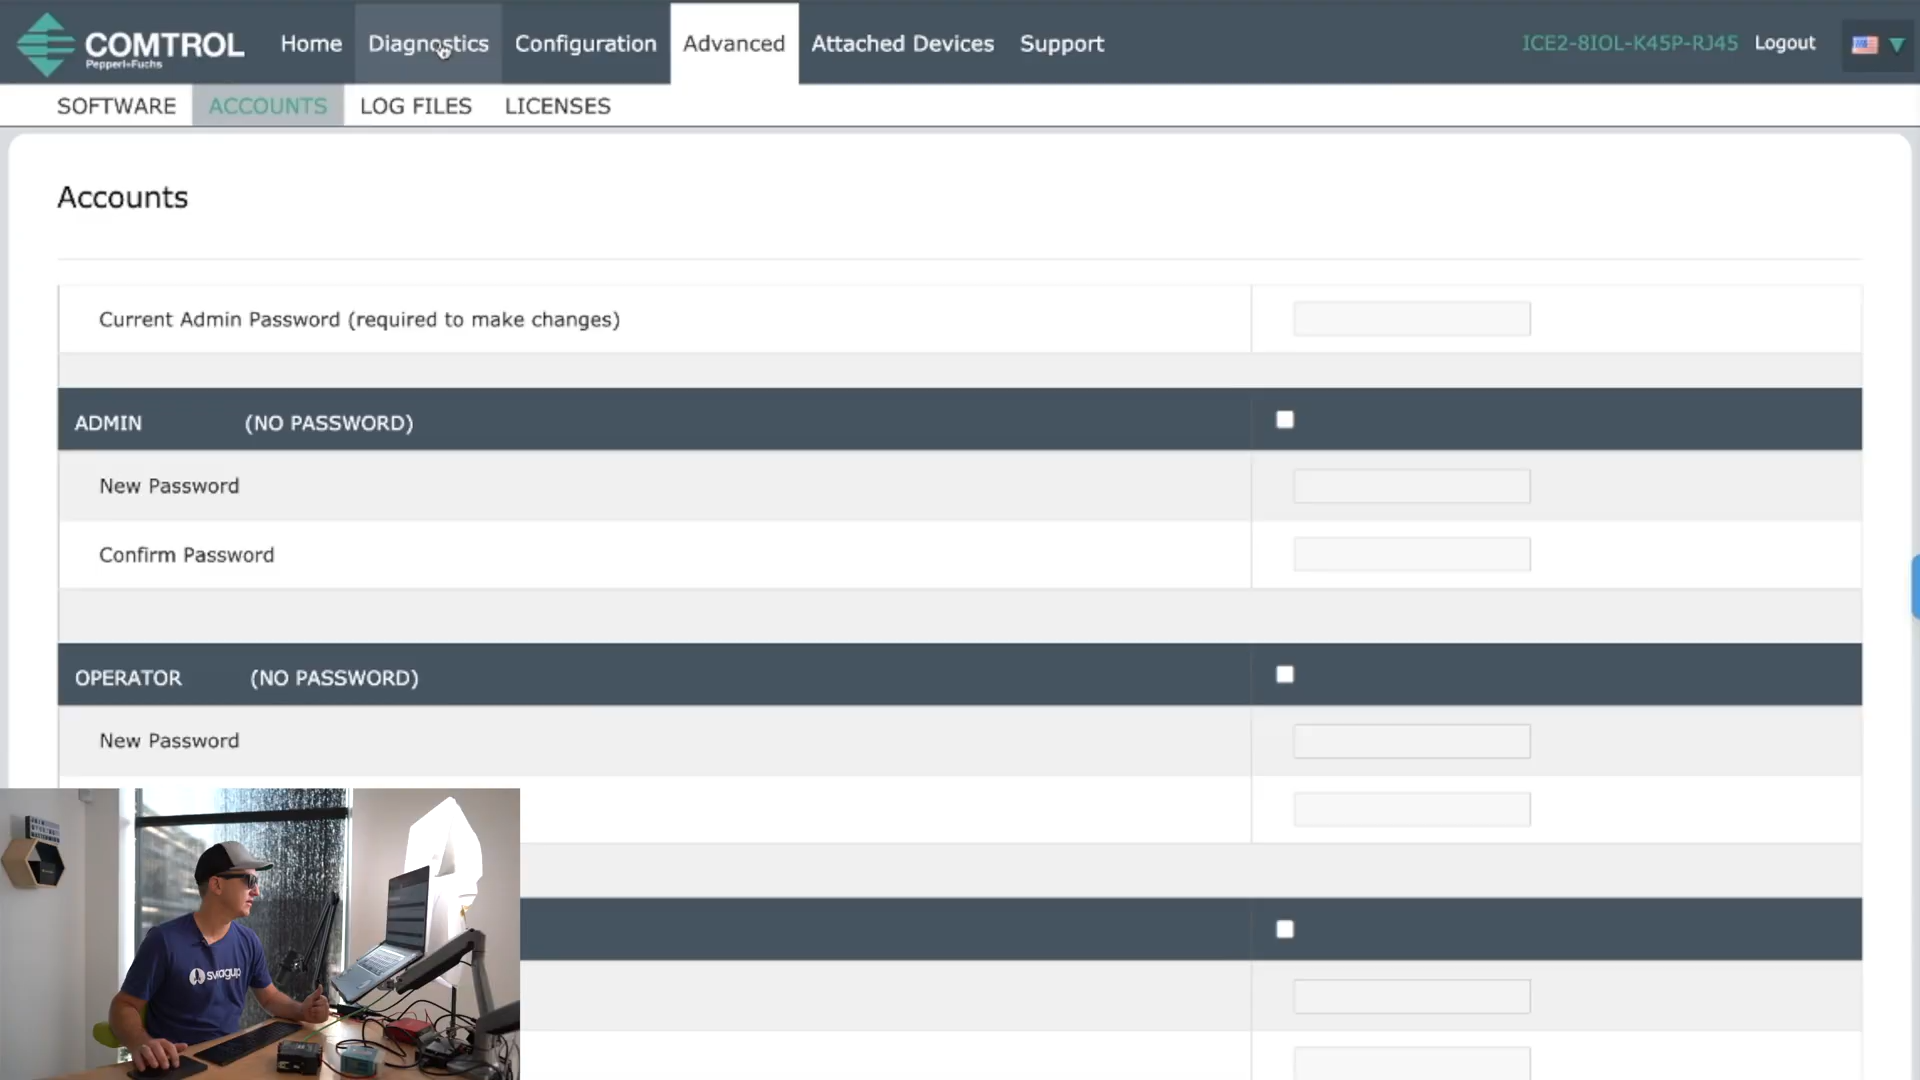 COMTROL
Pepperl+Fuchs
Home Diagnostics Configuration Advanced Attached Devices Support ICE2-8IOL-K45P-RJ45 Logout
SOFTWARE ACCOUNTS LOG FILES LICENSES
Accounts
Current Admin Password (required to make changes)
ADMIN (NO PASSWORD)
New Password
Confirm Password
OPERATOR (NO PASSWORD)
New Password
swagup